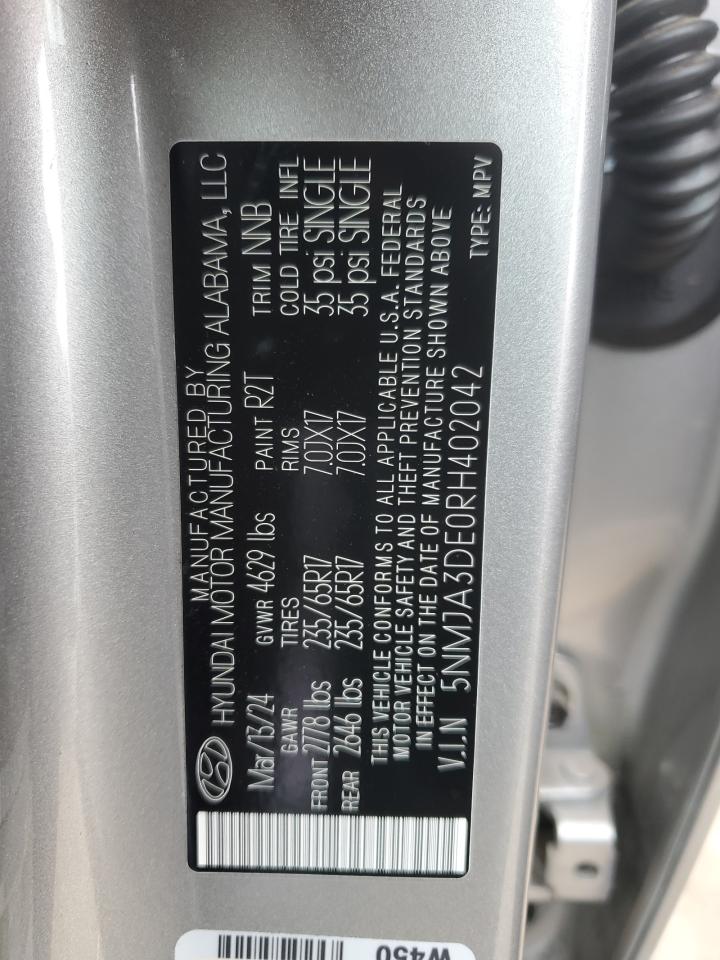 MANUFACTURED BY
HYUNDAI MOTOR MANUFACTURING ALABAMA, LLC
Mar/13/24 GVWR 4629 lbs PAINT R2T TRIM NNB
GAWR TIRES RIMS COLD TIRE INFL
FRONT 2778 lbs 235/65R17 7.0JX17 35 psi SINGLE
REAR 2646 lbs 235/65R17 7.0JX17 35 psi SINGLE
THIS VEHICLE CONFORMS TO ALL APPLICABLE U.S.A. FEDERAL
MOTOR VEHICLE SAFETY AND THEFT PREVENTION STANDARDS
IN EFFECT ON THE DATE OF MANUFACTURE SHOWN ABOVE
V.I.N 5NMJA3DE0RH402042
TYPE: MPV
W450